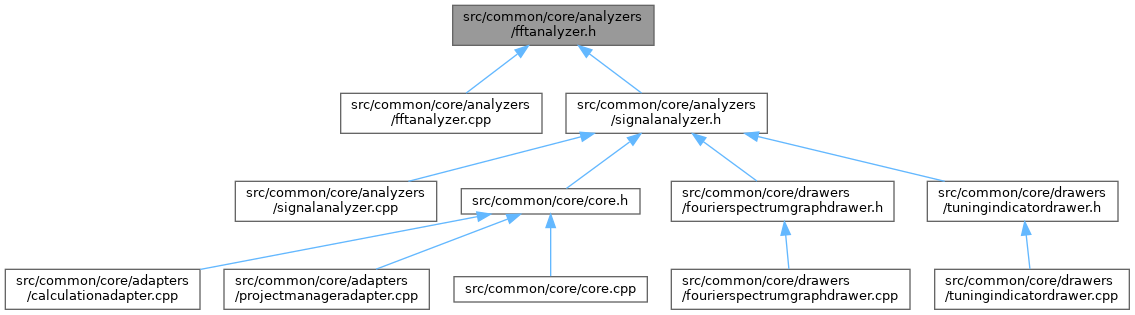 src/common/core/analyzers
/fftanalyzer.h
src/common/core/analyzers
/fftanalyzer.cpp
src/common/core/analyzers
/signalanalyzer.h
src/common/core/analyzers
/signalanalyzer.cpp
src/common/core/core.h
src/common/core/drawers
/fourierspectrumgraphdrawer.h
src/common/core/drawers
/tuningindicatordrawer.h
src/common/core/adapters
/calculationadapter.cpp
src/common/core/adapters
/projectmanageradapter.cpp
src/common/core/core.cpp
src/common/core/drawers
/fourierspectrumgraphdrawer.cpp
src/common/core/drawers
/tuningindicatordrawer.cpp